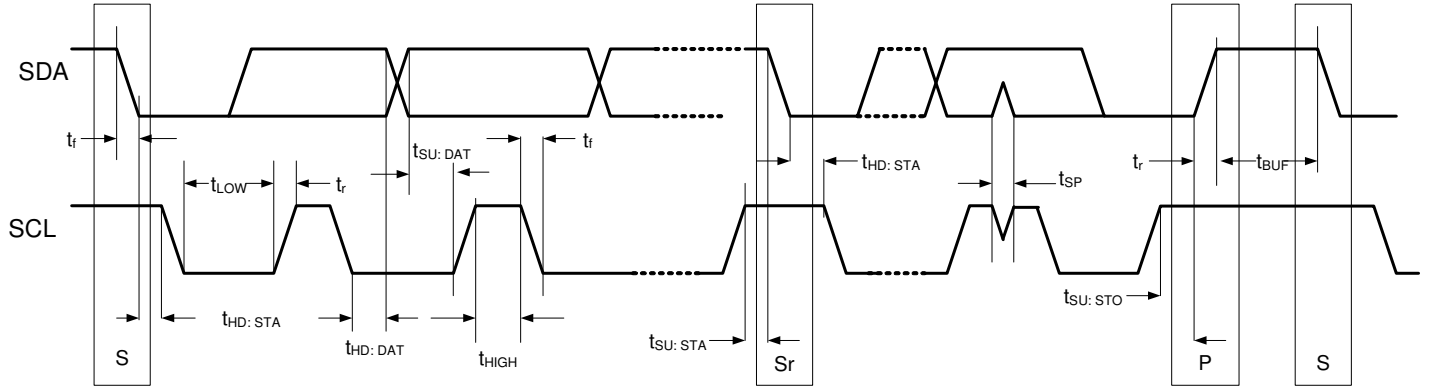 SDA
tf
tSU: DAT
tf
tHD: STA
tr
tBUF
tLOW
tr
tSP
SCL
tSU: STO
tHD: STA
tSU: STA
tHD: DAT
tHIGH
S
Sr
P
S